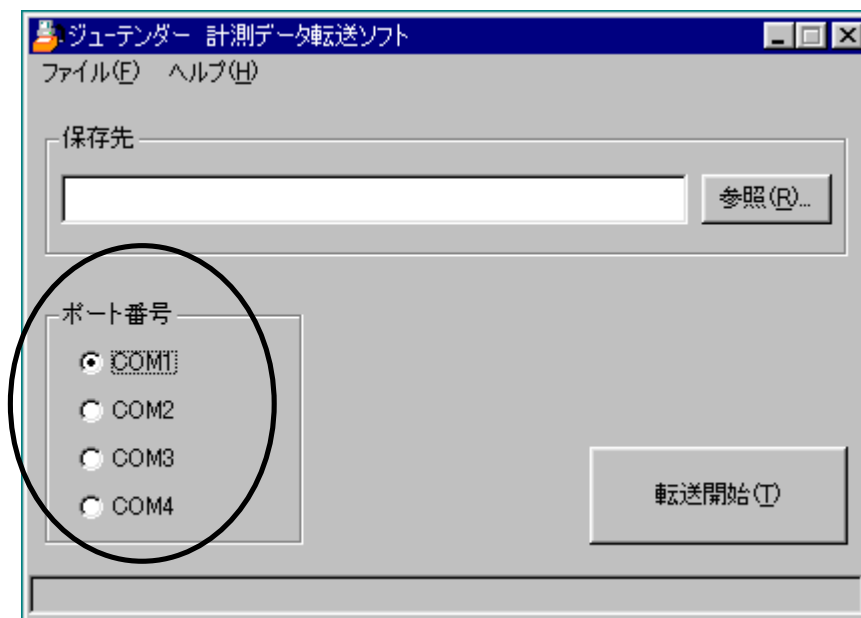 ジューテンダー 計測データ転送ソフト
ファイル(F) ヘルプ(H)
保存先
参照(R)...
ポート番号
COM1
COM2
COM3
COM4
転送開始(T)